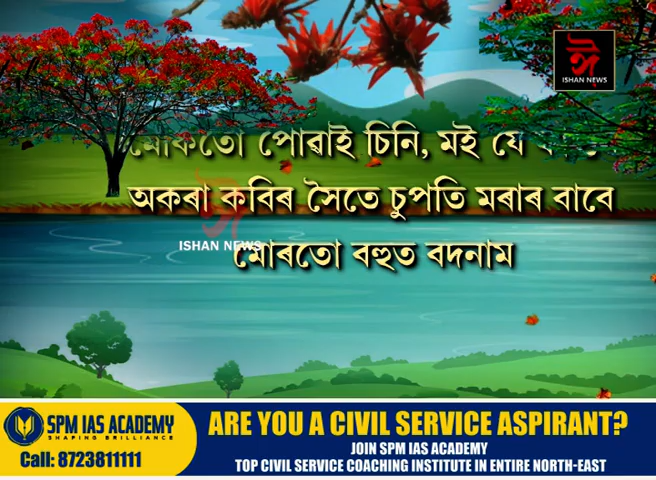 ঈ
ISHAN NEWS
মোকতো পোৱাই চিনি, মই যে
অকৰা কবিৰ সৈতে চুপতি মৰাৰ বাবে
ঈ
ISHAN NEWS
মোৰতো বহুত বদনাম
SPM IAS ACADEMY
SHAPING BRILLIANCE
Call: 8723811111
ARE YOU A CIVIL SERVICE ASPIRANT?
JOIN SPM IAS ACADEMY
TOP CIVIL SERVICE COACHING INSTITUTE IN ENTIRE NORTH-EAST